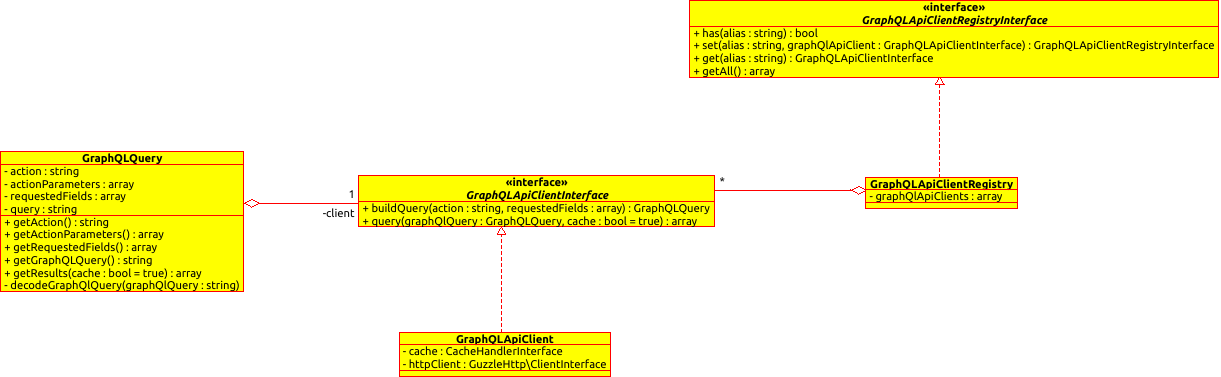 «interface»
GraphQLApiClientRegistryInterface
+ has(alias : string) : bool
+ set(alias : string, graphQlApiClient : GraphQLApiClientInterface) : GraphQLApiClientRegistryInterface
+ get(alias : string) : GraphQLApiClientInterface
+ getAll() : array
GraphQLQuery
- action : string
- actionParameters : array
- requestedFields : array
- query : string
+ getAction() : string
+ getActionParameters() : array
+ getRequestedFields() : array
+ getGraphQLQuery() : string
+ getResults(cache : bool = true) : array
- decodeGraphQlQuery(graphQlQuery : string)
1
-client
«interface»
GraphQLApiClientInterface
+ buildQuery(action : string, requestedFields : array) : GraphQLQuery
+ query(graphQlQuery : GraphQLQuery, cache : bool = true) : array
*
GraphQLApiClientRegistry
- graphQlApiClients : array
GraphQLApiClient
- cache : CacheHandlerInterface
- httpClient : GuzzleHttp\ClientInterface